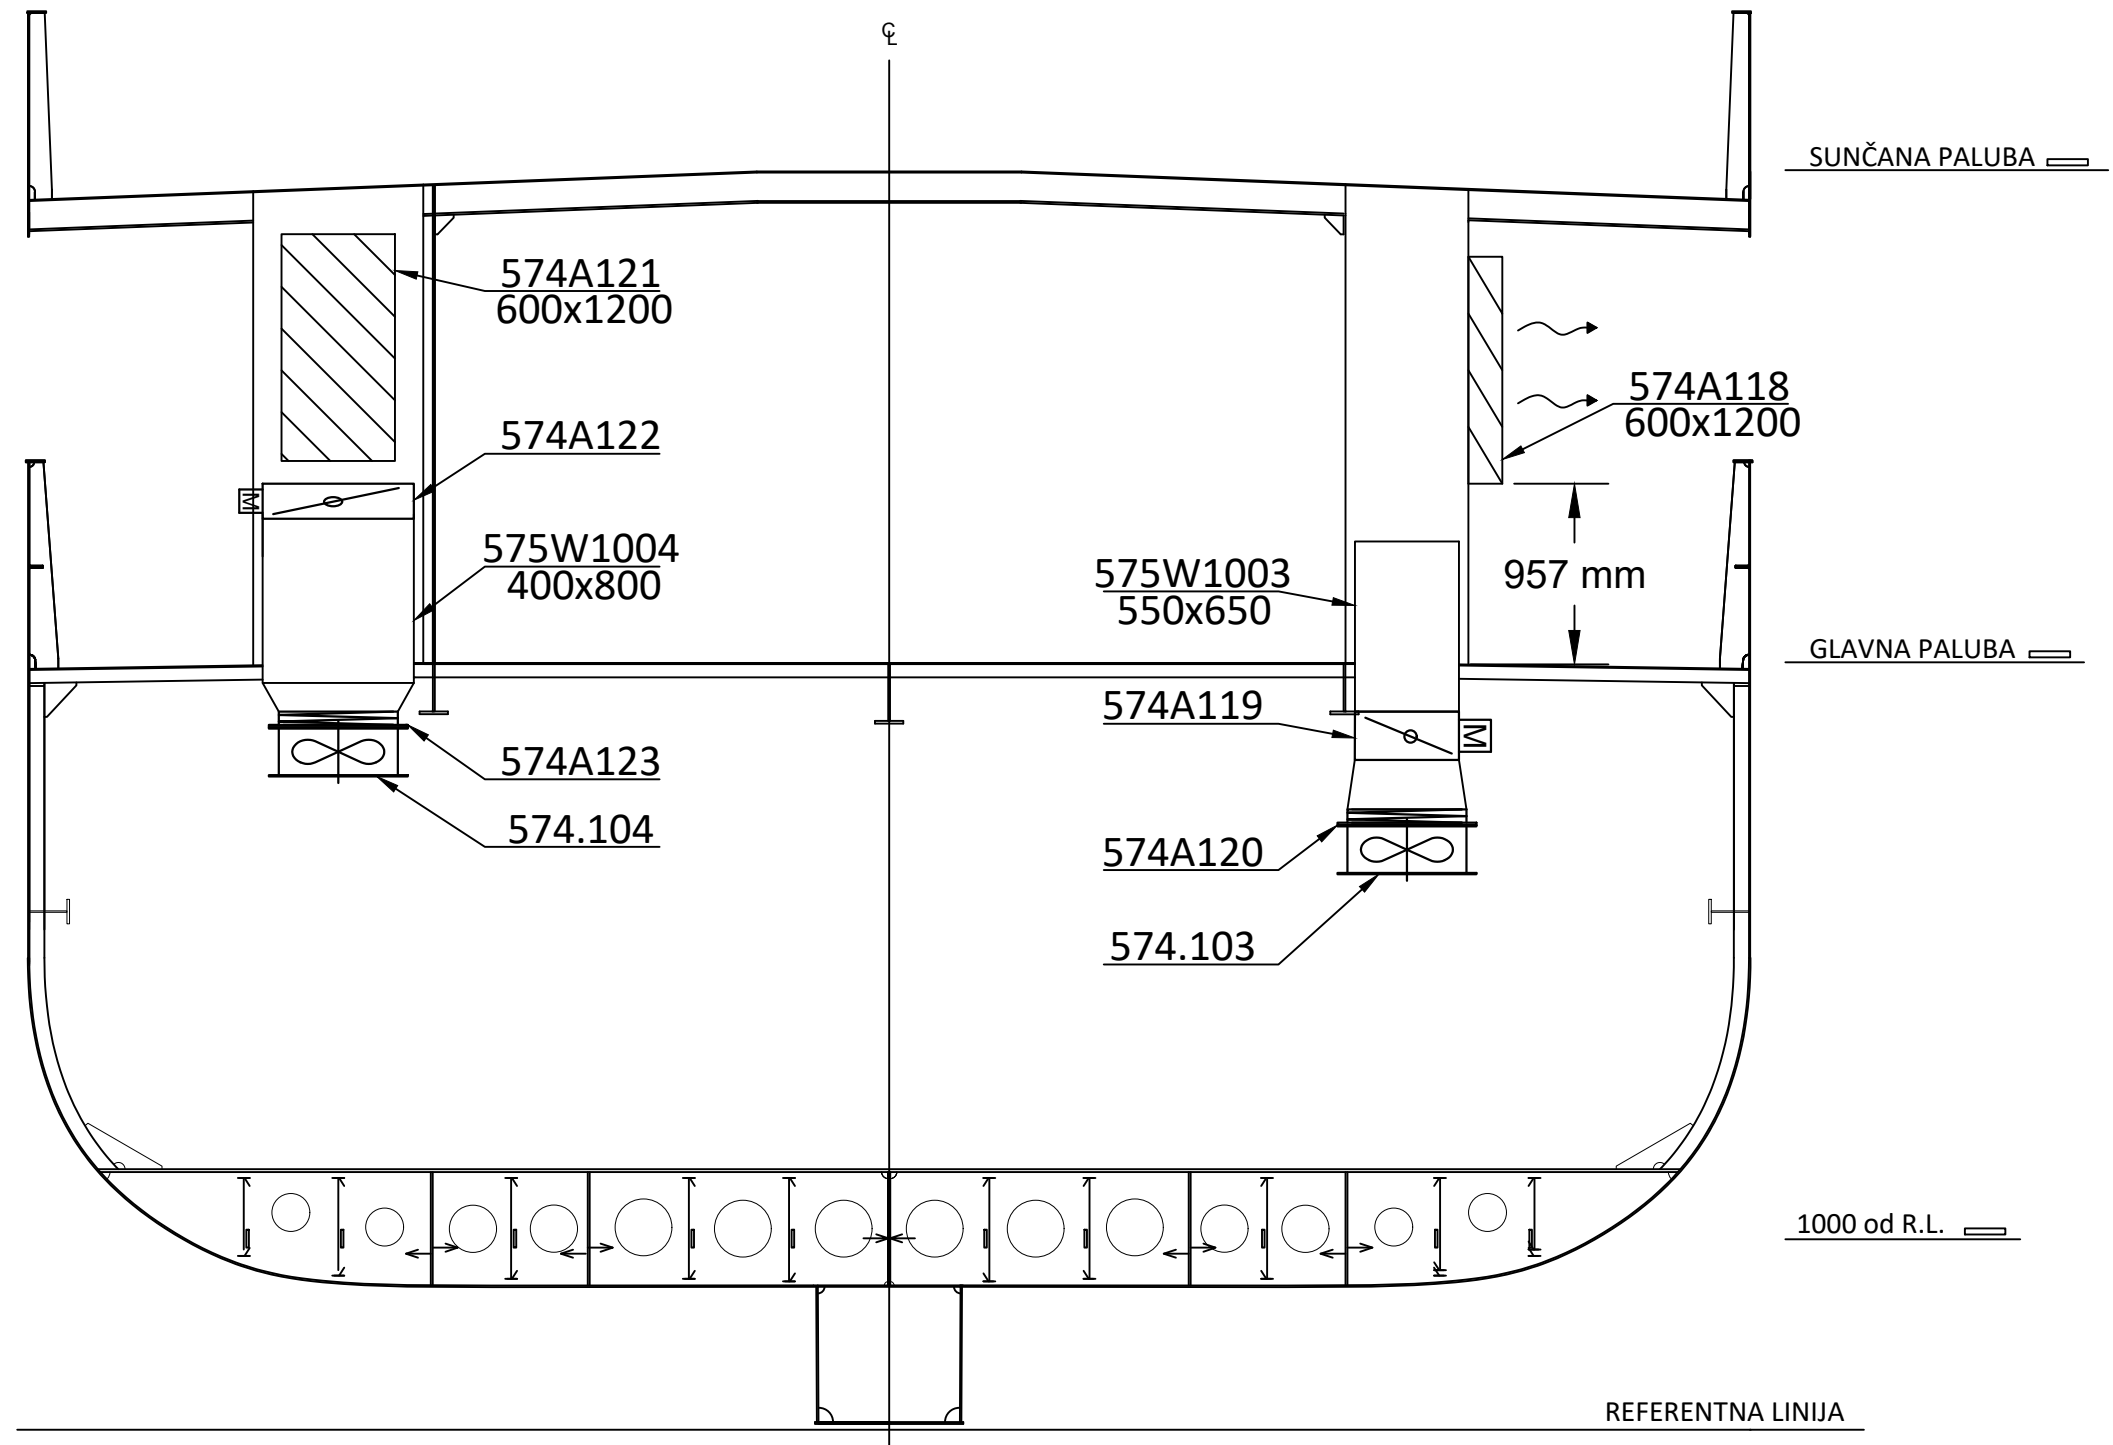 ℄
SUNČANA PALUBA
574A121
600x1200
574A118
600x1200
574A122
M
575W1004
400x800
575W1003
550x650
957 mm
GLAVNA PALUBA
574A119
M
574A123
574.104
574A120
574.103
1000 od R.L.
REFERENTNA LINIJA